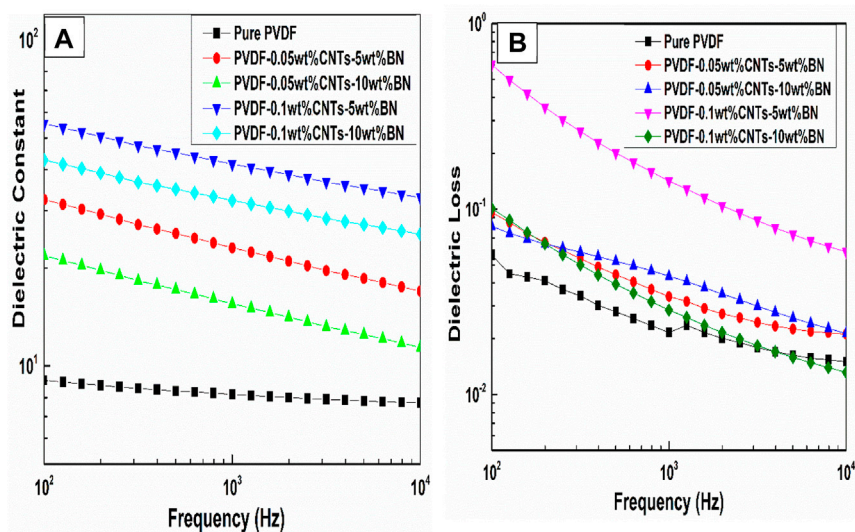 A
Pure PVDF
PVDF-0.05wt%CNTs-5wt%BN
PVDF-0.05wt%CNTs-10wt%BN
PVDF-0.1wt%CNTs-5wt%BN
PVDF-0.1wt%CNTs-10wt%BN
10²
10¹
Dielectric Constant
10² 10³ 10⁴
Frequency (Hz)
B
Pure PVDF
PVDF-0.05wt%CNTs-5wt%BN
PVDF-0.05wt%CNTs-10wt%BN
PVDF-0.1wt%CNTs-5wt%BN
PVDF-0.1wt%CNTs-10wt%BN
10⁰
10⁻¹
10⁻²
Dielectric Loss
10² 10³ 10⁴
Frequency (Hz)